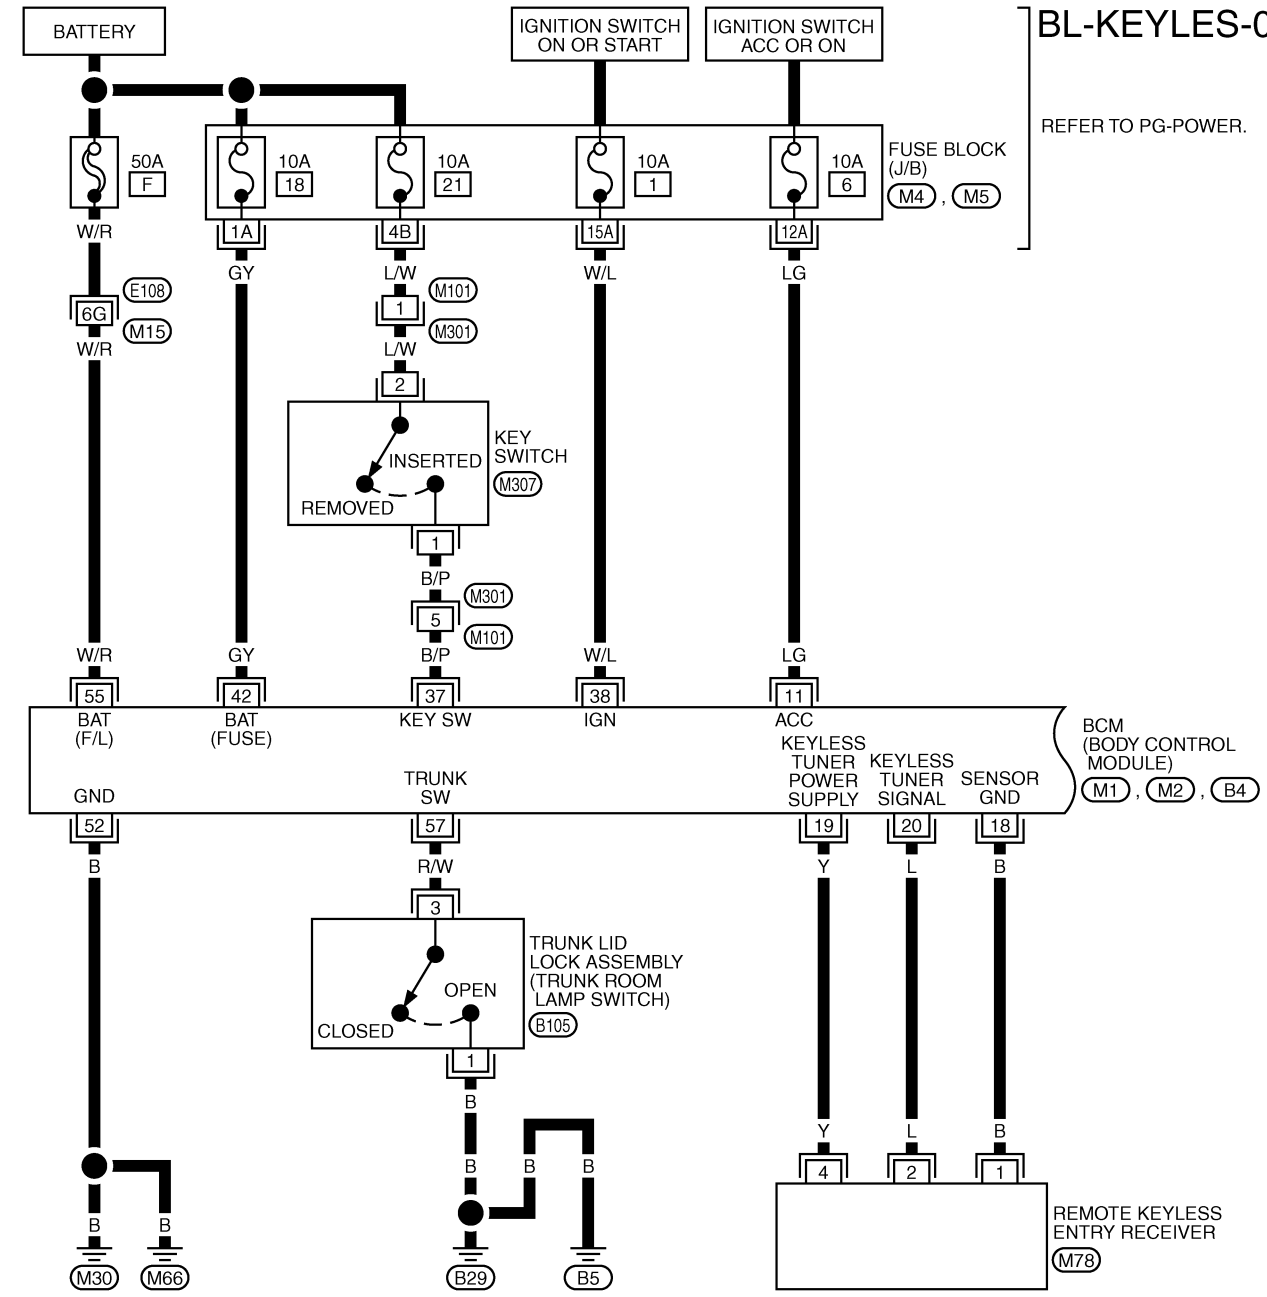 BATTERY
IGNITION SWITCH
ON OR START
IGNITION SWITCH
ACC OR ON
BL-KEYLES-0
REFER TO PG-POWER.
50A
F
10A
18
10A
21
10A
1
10A
6
FUSE BLOCK
(J/B)
M4 , M5
W/R
1A
4B
15A
12A
GY
L/W
W/L
LG
6G
E108
M15
1
M101
M301
W/R
L/W
2
KEY
SWITCH
M307
INSERTED
REMOVED
1
B/P
M301
5
M101
W/R
GY
B/P
W/L
LG
55
42
37
38
11
BAT
(F/L)
BAT
(FUSE)
KEY SW
IGN
ACC
BCM
(BODY CONTROL
MODULE)
M1 , M2 , B4
GND
TRUNK
SW
KEYLESS
TUNER
POWER
SUPPLY
KEYLESS
TUNER
SIGNAL
SENSOR
GND
52
57
19
20
18
B
R/W
Y
L
B
3
TRUNK LID
LOCK ASSEMBLY
(TRUNK ROOM
LAMP SWITCH)
B105
OPEN
CLOSED
1
B
B
B
B
Y
L
B
4
2
1
REMOTE KEYLESS
ENTRY RECEIVER
M78
B
B
M30
M66
B29
B5